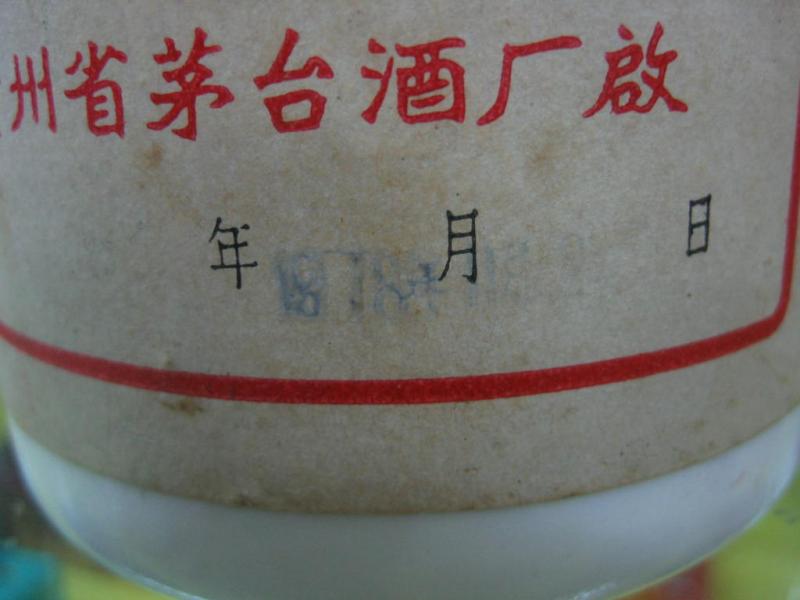 州省茅台酒厂啟
年 月 日